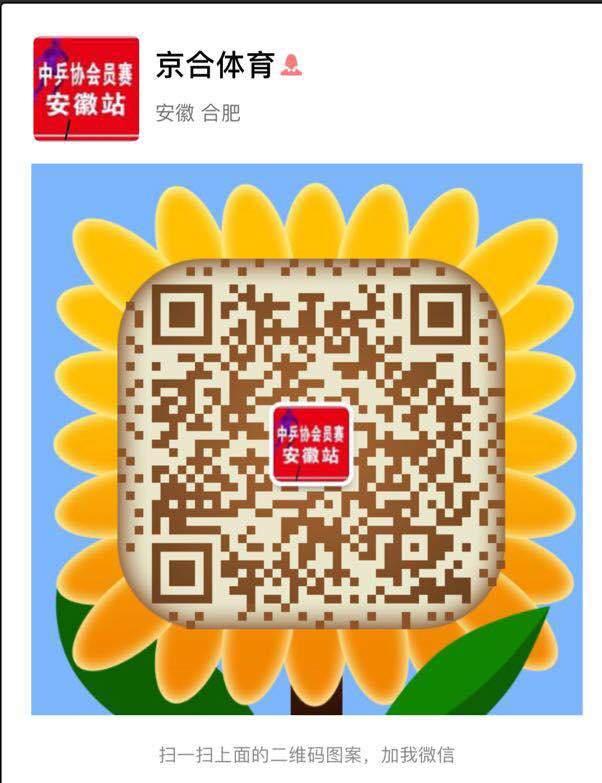 中乒协会员赛
安徽站
京合体育
安徽 合肥
中乒协会员赛
安徽站
扫一扫上面的二维码图案，加我微信